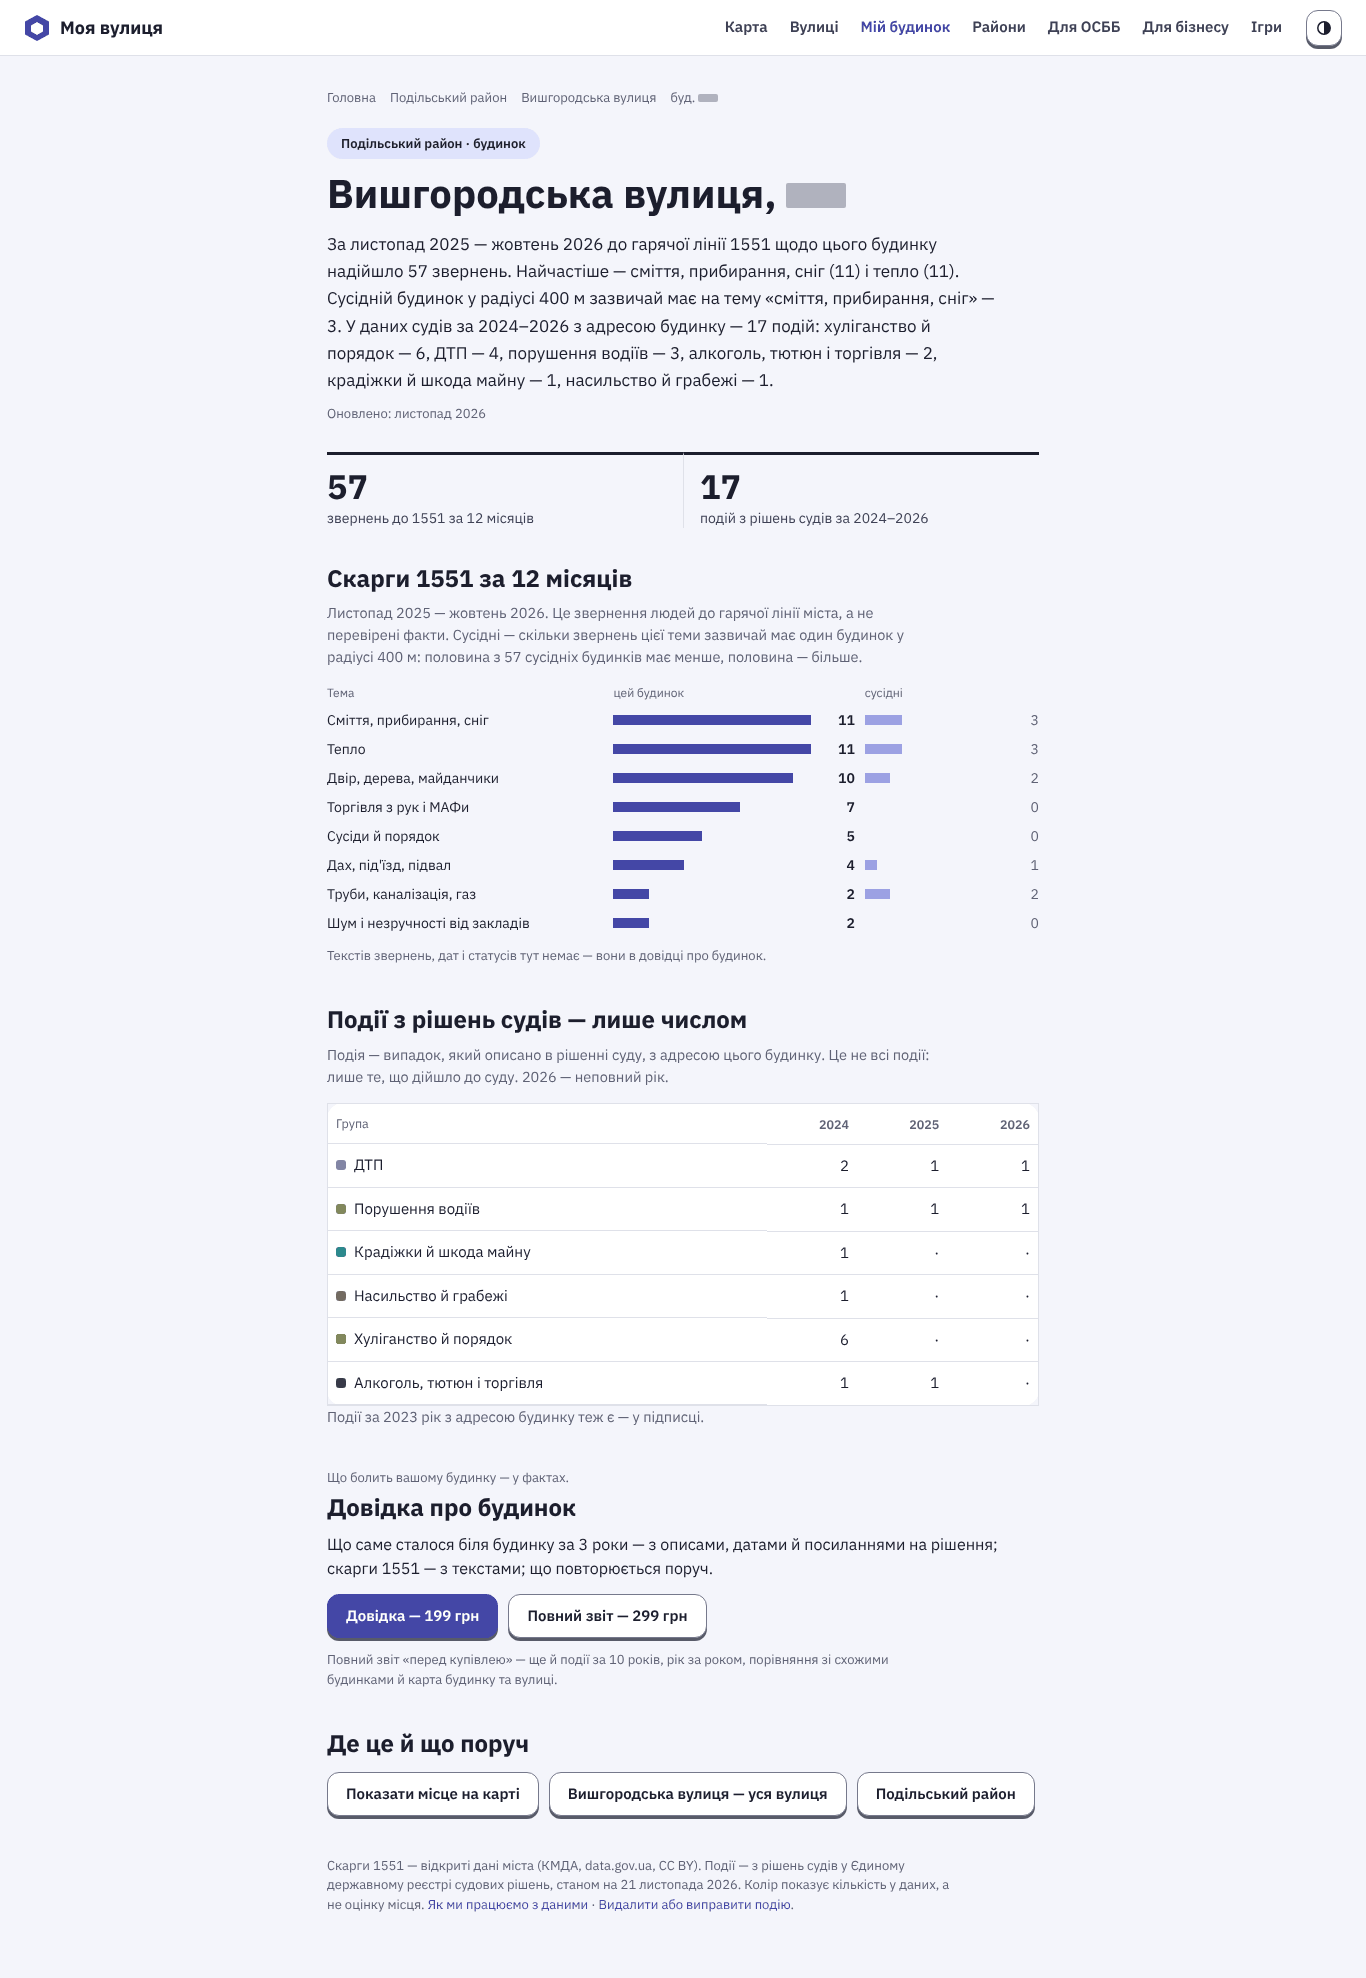 Моя вулиця
Карта Вулиці Мій будинок Райони Для ОСББ Для бізнесу Ігри
Головна Подільський район Вишгородська вулиця буд.
Подільський район · будинок
Вишгородська вулиця,
За листопад 2025 — жовтень 2026 до гарячої лінії 1551 щодо цього будинку
надійшло 57 звернень. Найчастіше — сміття, прибирання, сніг (11) і тепло (11).
Сусідній будинок у радіусі 400 м зазвичай має на тему «сміття, прибирання, сніг» —
3. У даних судів за 2024–2026 з адресою будинку — 17 подій: хуліганство й
порядок — 6, ДТП — 4, порушення водіїв — 3, алкоголь, тютюн і торгівля — 2,
крадіжки й шкода майну — 1, насильство й грабежі — 1.
Оновлено: листопад 2026
57
звернень до 1551 за 12 місяців
17
подій з рішень судів за 2024–2026
Скарги 1551 за 12 місяців
Листопад 2025 — жовтень 2026. Це звернення людей до гарячої лінії міста, а не
перевірені факти. Сусідні — скільки звернень цієї теми зазвичай має один будинок у
радіусі 400 м: половина з 57 сусідніх будинків має менше, половина — більше.
Тема цей будинок сусідні
Сміття, прибирання, сніг 11 3
Тепло 11 3
Двір, дерева, майданчики 10 2
Торгівля з рук і МАФи 7 0
Сусіди й порядок 5 0
Дах, під'їзд, підвал 4 1
Труби, каналізація, газ 2 2
Шум і незручності від закладів 2 0
Текстів звернень, дат і статусів тут немає — вони в довідці про будинок.
Події з рішень судів — лише числом
Подія — випадок, який описано в рішенні суду, з адресою цього будинку. Це не всі події:
лише те, що дійшло до суду. 2026 — неповний рік.
Група 2024 2025 2026
ДТП 2 1 1
Порушення водіїв 1 1 1
Крадіжки й шкода майну 1 · ·
Насильство й грабежі 1 · ·
Хуліганство й порядок 6 · ·
Алкоголь, тютюн і торгівля 1 1 ·
Події за 2023 рік з адресою будинку теж є — у підписці.
Що болить вашому будинку — у фактах.
Довідка про будинок
Що саме сталося біля будинку за 3 роки — з описами, датами й посиланнями на рішення;
скарги 1551 — з текстами; що повторюється поруч.
Довідка — 199 грн Повний звіт — 299 грн
Повний звіт «перед купівлею» — ще й події за 10 років, рік за роком, порівняння зі схожими
будинками й карта будинку та вулиці.
Де це й що поруч
Показати місце на карті Вишгородська вулиця — уся вулиця Подільський район
Скарги 1551 — відкриті дані міста (КМДА, data.gov.ua, CC BY). Події — з рішень судів у Єдиному
державному реєстрі судових рішень, станом на 21 листопада 2026. Колір показує кількість у даних, а
не оцінку місця. Як ми працюємо з даними · Видалити або виправити подію.